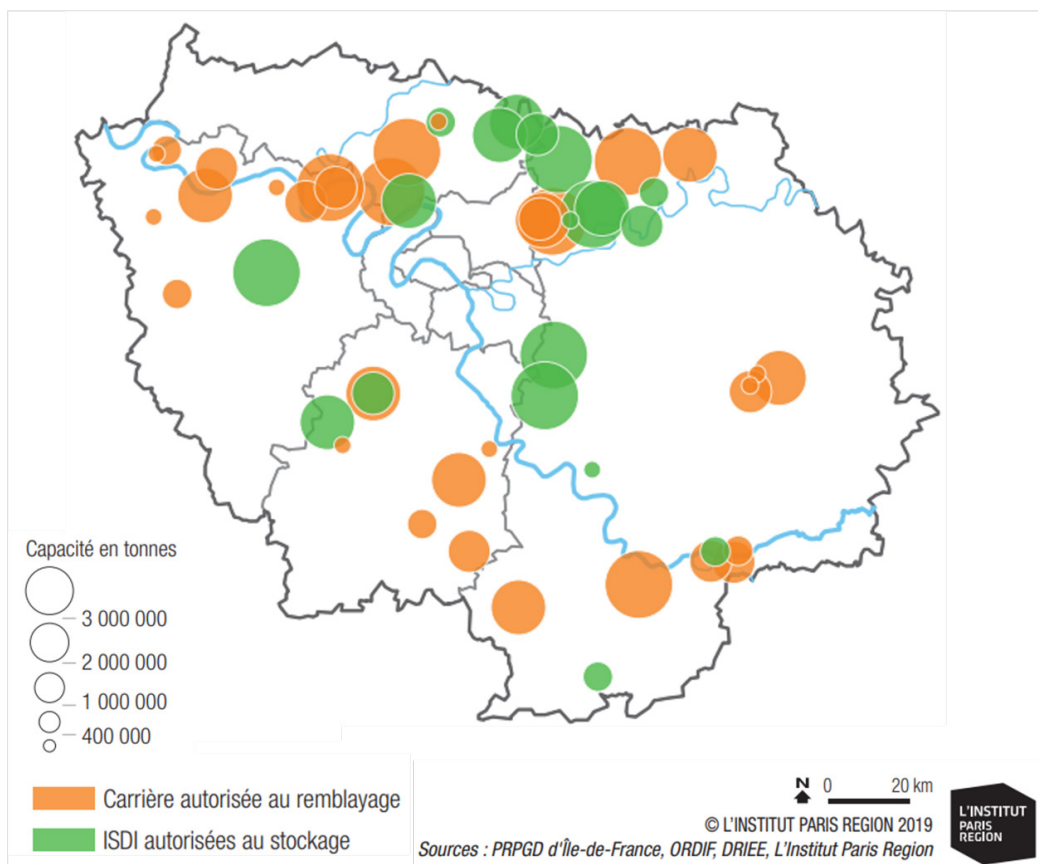 Capacité en tonnes
3 000 000
2 000 000
1 000 000
400 000
Carrière autorisée au remblayage
ISDI autorisées au stockage
N 0 20 km
© L'INSTITUT PARIS REGION 2019
Sources : PRPGD d'Île-de-France, ORDIF, DRIEE, L'Institut Paris Region
L'INSTITUT
PARIS
REGION